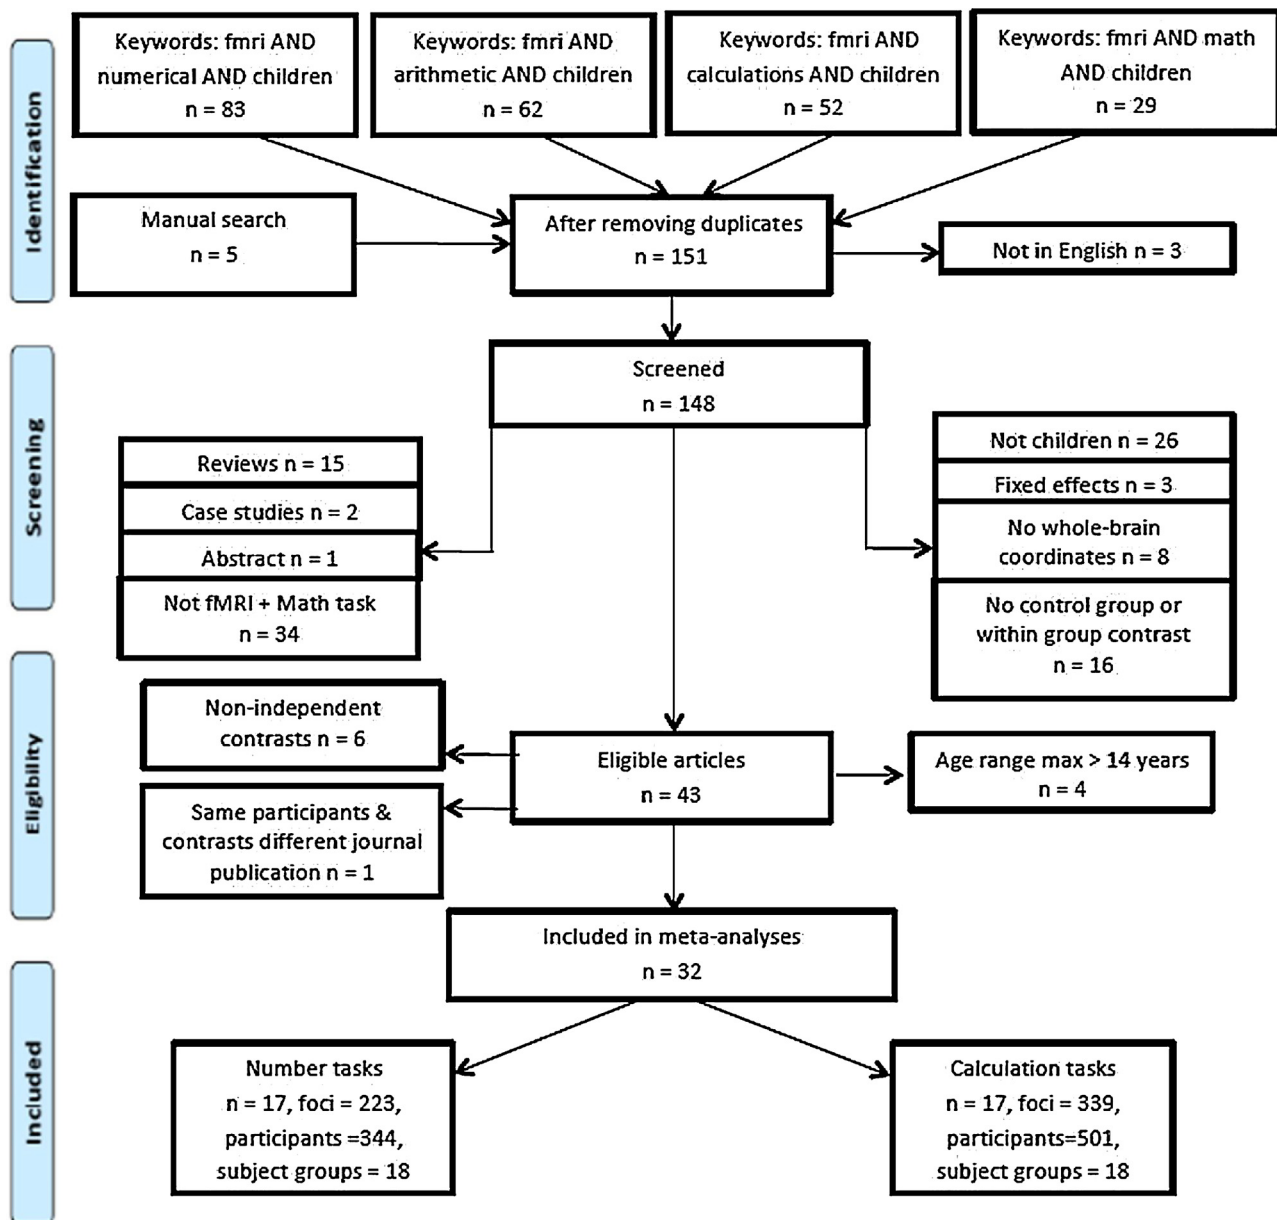 Identification
Keywords: fmri AND
numerical AND children
n = 83
Keywords: fmri AND
arithmetic AND children
n = 62
Keywords: fmri AND
calculations AND children
n = 52
Keywords: fmri AND math
AND children
n = 29
Manual search
n = 5
After removing duplicates
n = 151
Not in English n = 3
Screening
Screened
n = 148
Reviews n = 15
Case studies n = 2
Abstract n = 1
Not fMRI + Math task
n = 34
Not children n = 26
Fixed effects n = 3
No whole-brain
coordinates n = 8
No control group or
within group contrast
n = 16
Eligibility
Non-independent
contrasts n = 6
Same participants &
contrasts different journal
publication n = 1
Eligible articles
n = 43
Age range max > 14 years
n = 4
Included
Included in meta-analyses
n = 32
Number tasks
n = 17, foci = 223,
participants =344,
subject groups = 18
Calculation tasks
n = 17, foci = 339,
participants=501,
subject groups = 18